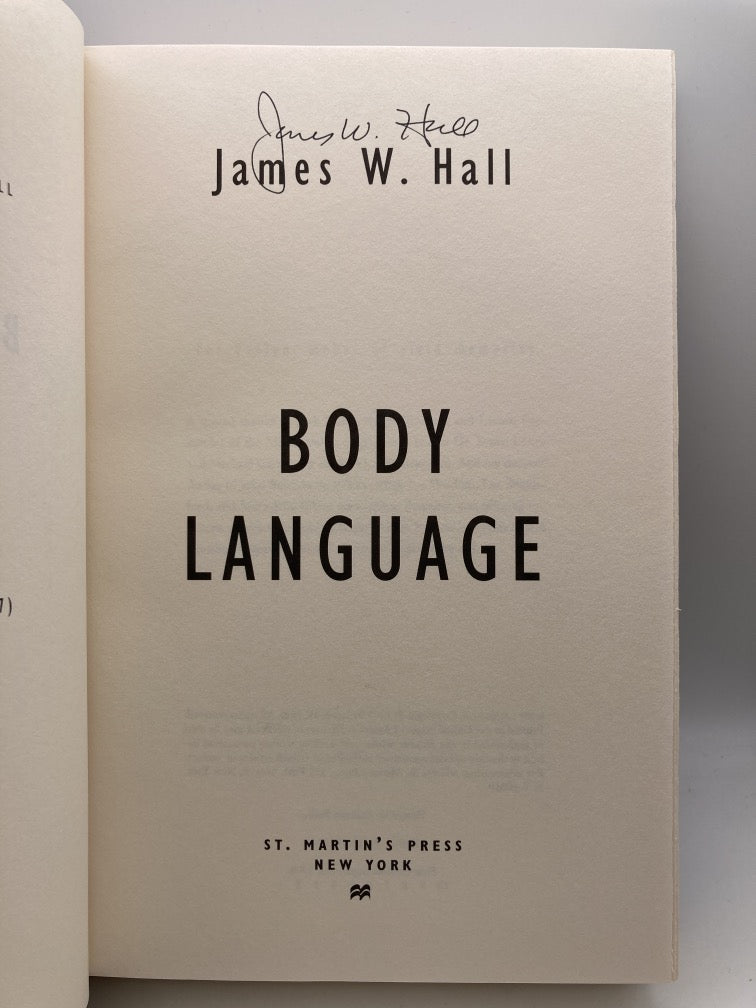 James W. Hall
James W. Hall
BODY
LANGUAGE
ST. MARTIN'S PRESS
NEW YORK